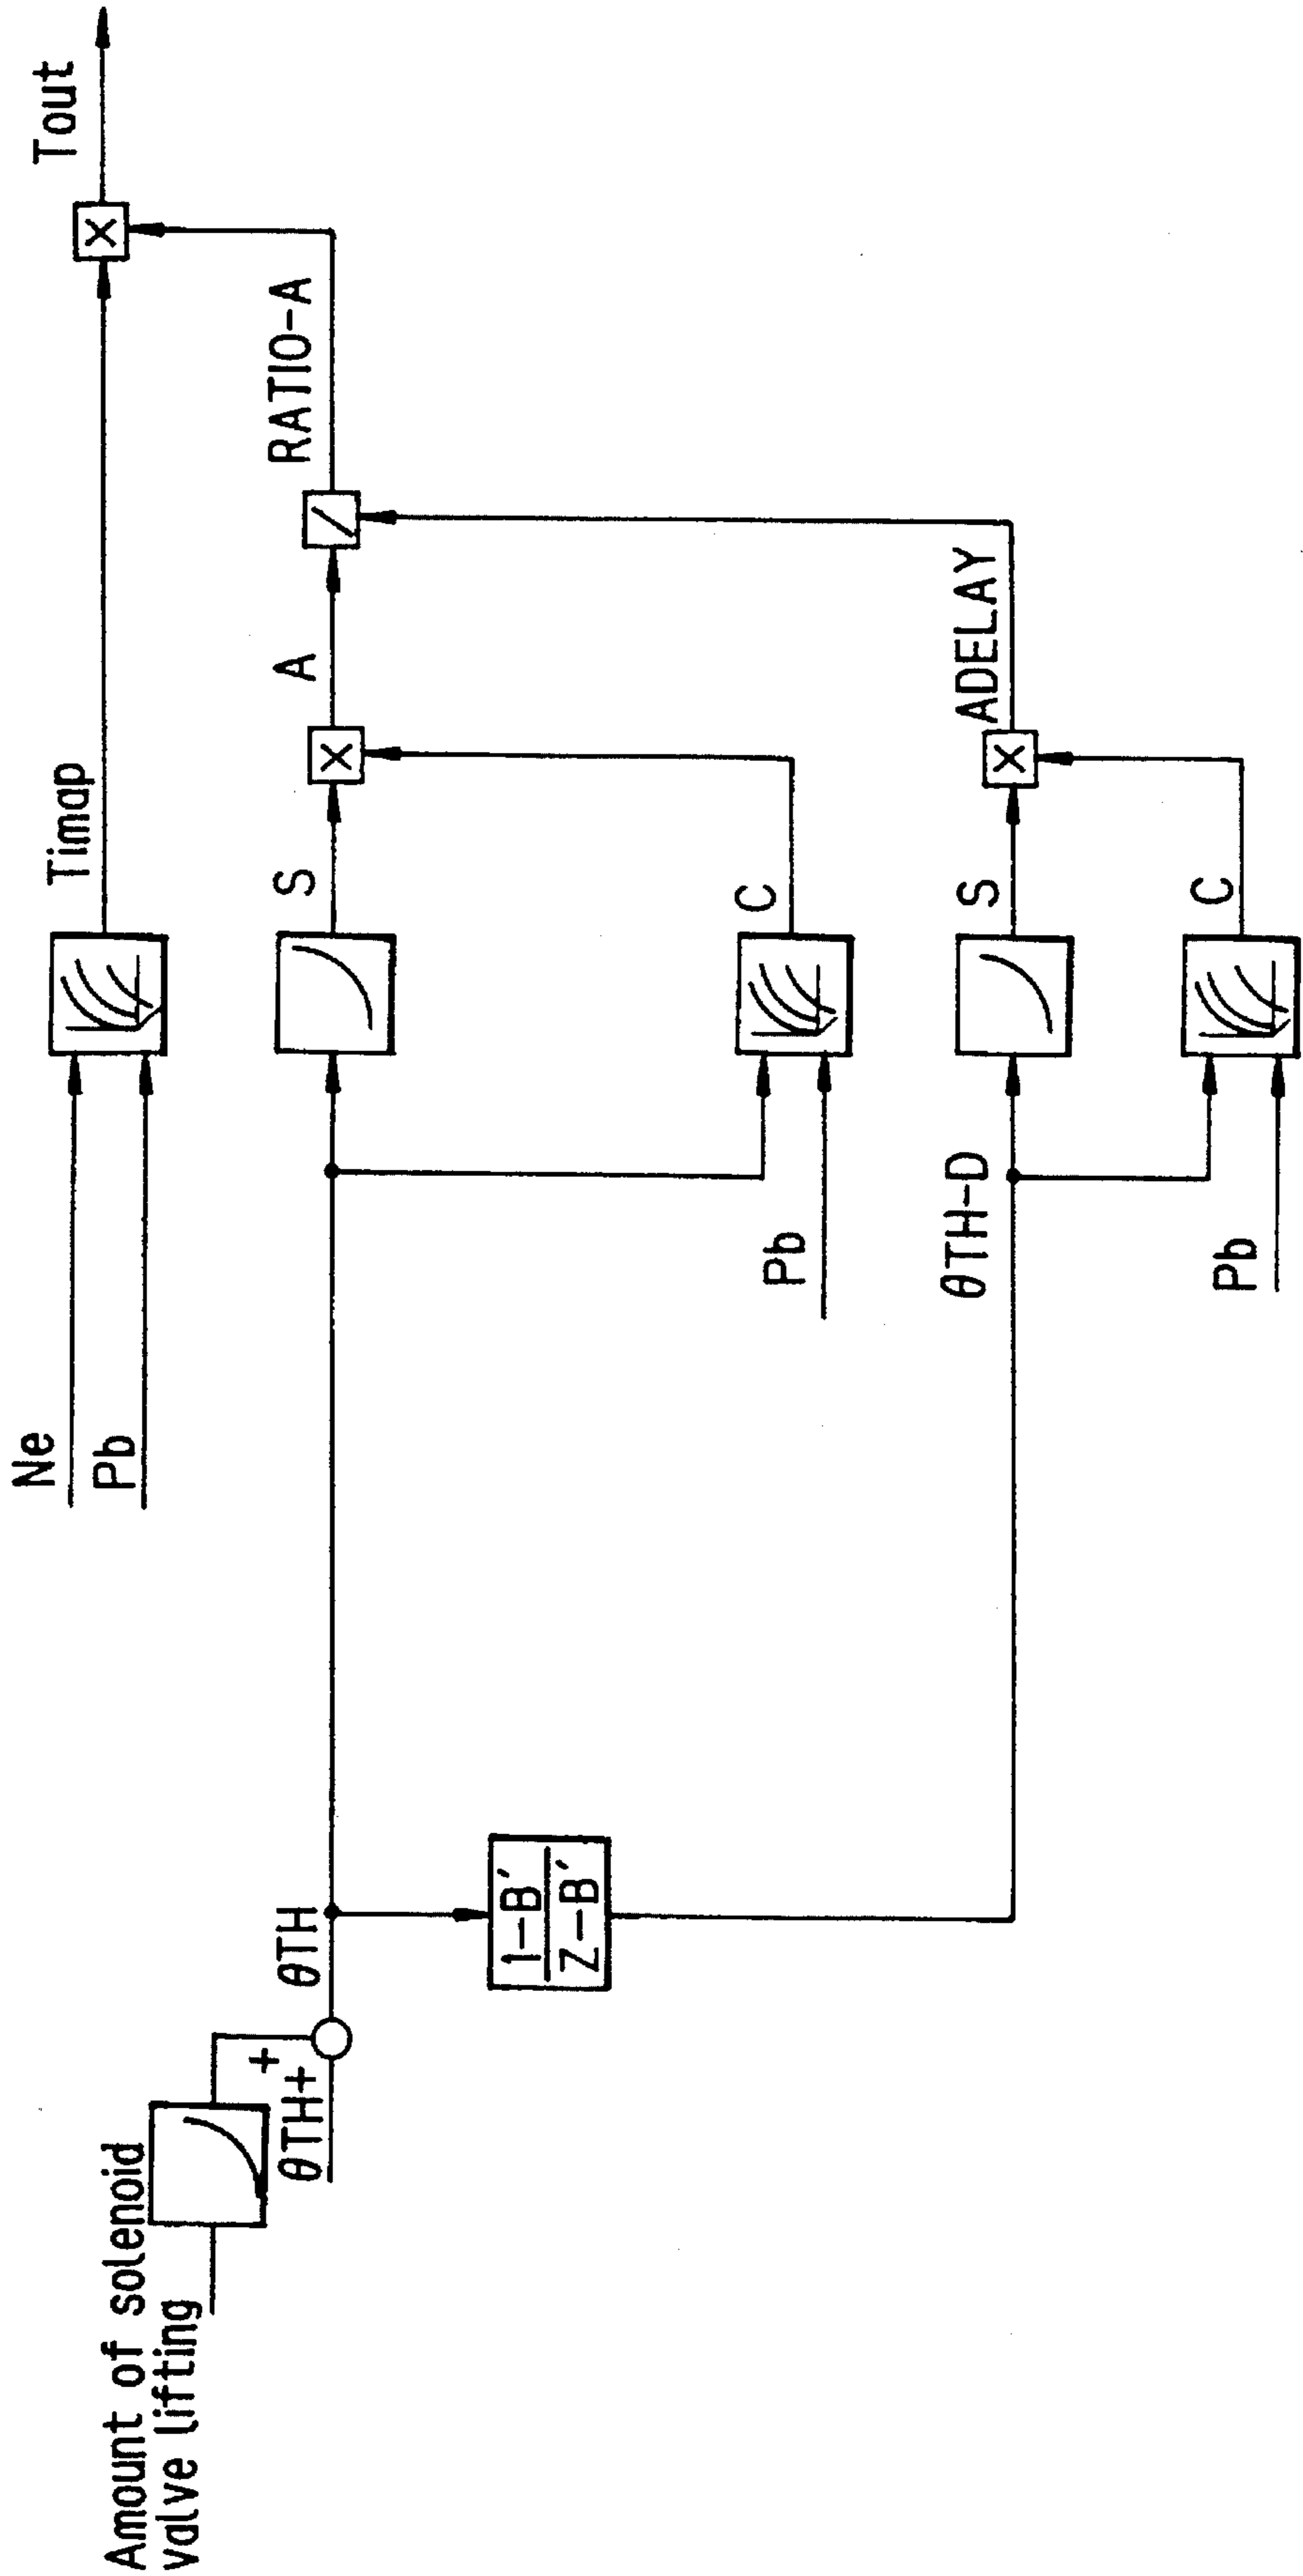 Amount of solenoid
valve lifting
+
θTH+
θTH
1-B′
Z-B′
Ne
Pb
Timap
X
Tout
S
X
A
/
RATIO-A
Pb
C
θTH-D
S
X
ADELAY
Pb
C